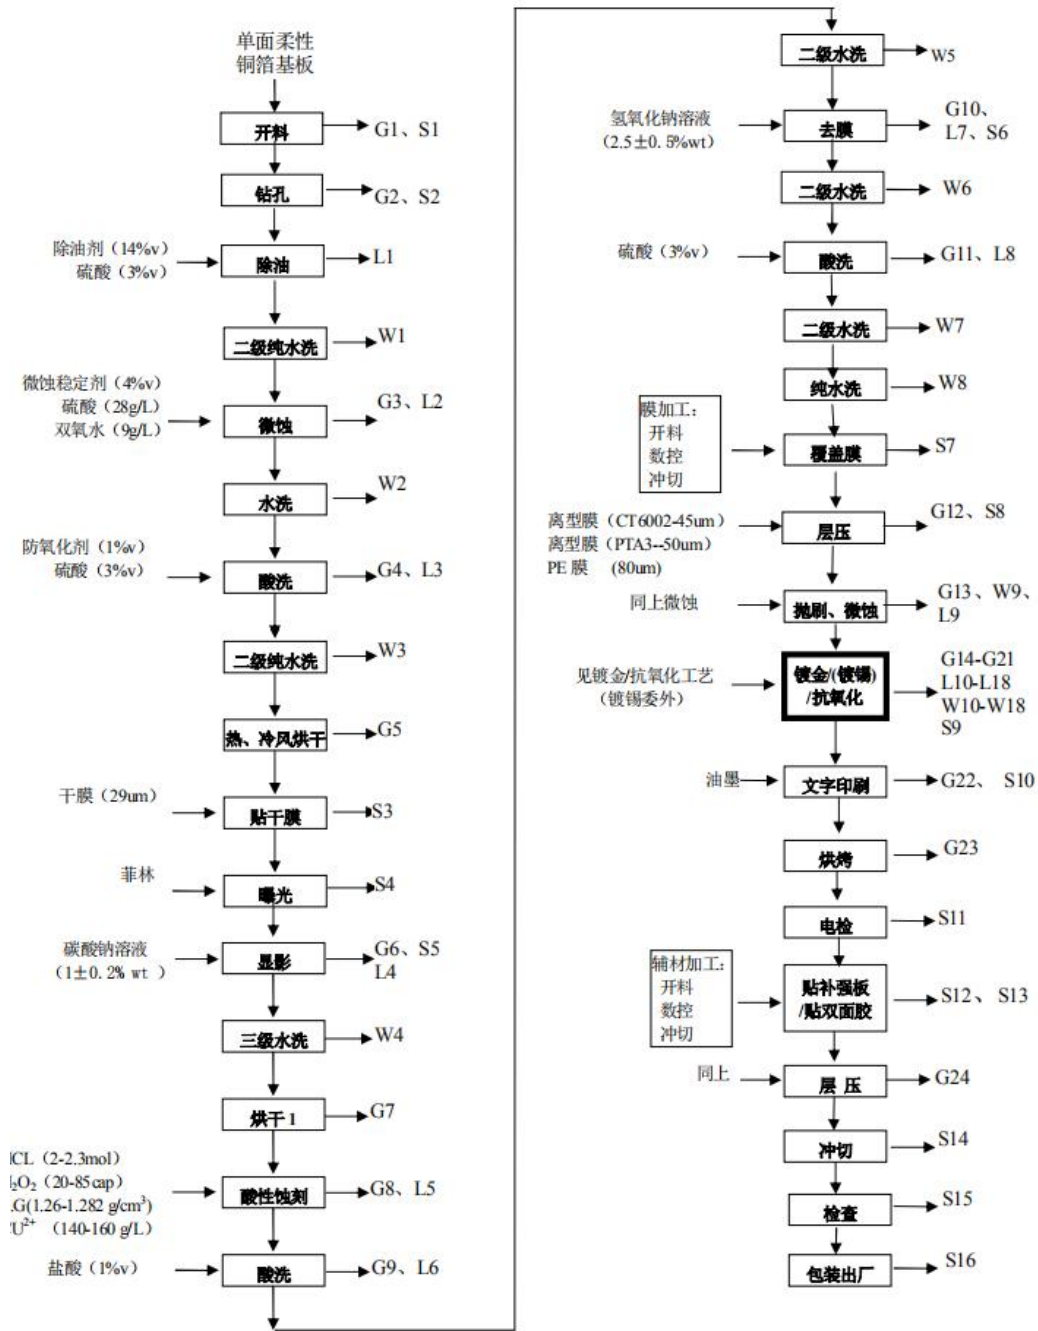 单面柔性
铜箔基板
开料
G1、S1
钻孔
G2、S2
除油剂（14%v）
硫酸（3%v）
除油
L1
二级纯水洗
W1
微蚀稳定剂（4%v）
硫酸（28g/L）
双氧水（9g/L）
微蚀
G3、L2
水洗
W2
防氧化剂（1%v）
硫酸（3%v）
酸洗
G4、L3
二级纯水洗
W3
热、冷风烘干
G5
干膜（29um）
贴干膜
S3
菲林
曝光
S4
碳酸钠溶液
（1±0.2% wt ）
显影
G6、S5
L4
三级水洗
W4
烘干 1
G7
CL (2-2.3mol)
₂O₂（20-85cap）
.G(1.26-1.282 g/cm³)
U²⁺ （140-160 g/L）
酸性蚀刻
G8、L5
盐酸（1%v）
酸洗
G9、L6
二级水洗
W5
氢氧化钠溶液
（2.5±0.5%wt）
去膜
G10、
L7、S6
二级水洗
W6
硫酸（3%v）
酸洗
G11、L8
二级水洗
W7
纯水洗
W8
膜加工：
开料
数控
冲切
覆盖膜
S7
离型膜（CT6002-45um）
离型膜（PTA3--50um）
PE 膜 (80um)
层压
G12、S8
同上微蚀
抛刷、微蚀
G13、W9、
L9
见镀金/抗氧化工艺
（镀锡委外）
镀金/(镀锡)
/抗氧化
G14-G21
L10-L18
W10-W18
S9
油墨
文字印刷
G22、 S10
烘烤
G23
电检
S11
辅材加工：
开料
数控
冲切
贴补强板
/贴双面胶
S12、 S13
同上
层 压
G24
冲切
S14
检查
S15
包装出厂
S16